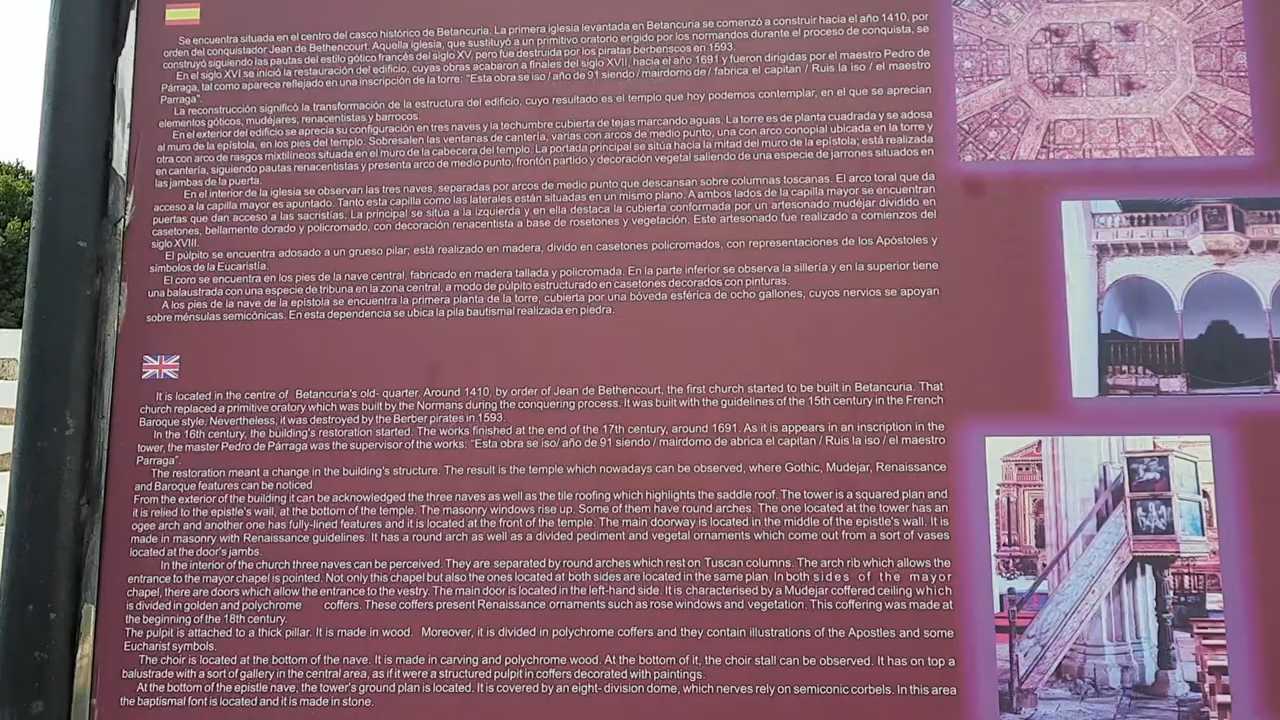 Se encuentra situada en el centro del casco histórico de Betancuria. La primera iglesia levantada en Betancuria se comenzó a construir hacia el año 1410, por
orden del conquistador Jean de Bethencourt. Aquella iglesia, que sustituyó a un primitivo oratorio erigido por los normandos durante el proceso de conquista, se
construyó siguiendo las pautas del estilo gótico francés del siglo XV, pero fue destruida por los piratas berberiscos en 1593.
En el siglo XVI se inició la restauración del edificio, cuyas obras acabaron a finales del siglo XVII, hacia el año 1691 y fueron dirigidas por el maestro Pedro de
Párraga, tal como aparece reflejado en una inscripción de la torre: "Esta obra se iso / año de 91 siendo / mairdomo de / fabrica el capitan / Ruis la iso / el maestro
Parraga".
La reconstrucción significó la transformación de la estructura del edificio, cuyo resultado es el templo que hoy podemos contemplar, en el que se aprecian
elementos góticos, mudéjares, renacentistas y barrocos.
En el exterior del edificio se aprecia su configuración en tres naves y la techumbre cubierta de tejas marcando aguas. La torre es de planta cuadrada y se adosa
al muro de la epístola, en los pies del templo. Sobresalen las ventanas de cantería, varias con arcos de medio punto, una con arco conopial ubicada en la torre y
otra con arco de rasgos mixtilíneos situada en el muro de la cabecera del templo. La portada principal se sitúa hacia la mitad del muro de la epístola; está realizada
en cantería, siguiendo pautas renacentistas y presenta arco de medio punto, frontón partido y decoración vegetal saliendo de una especie de jarrones situados en
las jambas de la puerta.
En el interior de la iglesia se observan las tres naves, separadas por arcos de medio punto que descansan sobre columnas toscanas. El arco toral que da
acceso a la capilla mayor es apuntado. Tanto esta capilla como las laterales están situadas en un mismo plano. A ambos lados de la capilla mayor se encuentran
puertas que dan acceso a las sacristías. La principal se sitúa a la izquierda y en ella destaca la cubierta conformada por un artesonado mudéjar dividido en
casetones, bellamente dorado y policromado, con decoración renacentista a base de rosetones y vegetación. Este artesonado fue realizado a comienzos del
siglo XVIII.
El púlpito se encuentra adosado a un grueso pilar; está realizado en madera, divido en casetones policromados, con representaciones de los Apóstoles y
símbolos de la Eucaristía.
El coro se encuentra en los pies de la nave central, fabricado en madera tallada y policromada. En la parte inferior se observa la sillería y en la superior tiene
una balaustrada con una especie de tribuna en la zona central, a modo de púlpito estructurado en casetones decorados con pinturas.
A los pies de la nave de la epístola se encuentra la primera planta de la torre, cubierta por una bóveda esférica de ocho gallones, cuyos nervios se apoyan
sobre ménsulas semicónicas. En esta dependencia se ubica la pila bautismal realizada en piedra.
It is located in the centre of Betancuria's old- quarter. Around 1410, by order of Jean de Bethencourt, the first church started to be built in Betancuria. That
church replaced a primitive oratory which was built by the Normans during the conquering process. It was built with the guidelines of the 15th century in the French
Baroque style. Nevertheless, it was destroyed by the Berber pirates in 1593.
In the 16th century, the building's restoration started. The works finished at the end of the 17th century, around 1691. As it is appears in an inscription in the
tower, the master Pedro de Párraga was the supervisor of the works: "Esta obra se iso/ año de 91 siendo / mairdomo de abrica el capitan / Ruis la iso / el maestro
Parraga".
The restoration meant a change in the building's structure. The result is the temple which nowadays can be observed, where Gothic, Mudejar, Renaissance
and Baroque features can be noticed.
From the exterior of the building it can be acknowledged the three naves as well as the tile roofing which highlights the saddle roof. The tower is a squared plan and
it is relied to the epistle's wall, at the bottom of the temple. The masonry windows rise up. Some of them have round arches. The one located at the tower has an
ogee arch and another one has fully-lined features and it is located at the front of the temple. The main doorway is located in the middle of the epistle's wall. It is
made in masonry with Renaissance guidelines. It has a round arch as well as a divided pediment and vegetal ornaments which come out from a sort of vases
located at the door's jambs.
In the interior of the church three naves can be perceived. They are separated by round arches which rest on Tuscan columns. The arch rib which allows the
entrance to the mayor chapel is pointed. Not only this chapel but also the ones located at both sides are located in the same plan. In both sides of the mayor
chapel, there are doors which allow the entrance to the vestry. The main door is located in the left-hand side. It is characterised by a Mudejar coffered ceiling which
is divided in golden and polychrome coffers. These coffers present Renaissance ornaments such as rose windows and vegetation. This coffering was made at
the beginning of the 18th century.
The pulpit is attached to a thick pillar. It is made in wood. Moreover, it is divided in polychrome coffers and they contain illustrations of the Apostles and some
Eucharist symbols.
The choir is located at the bottom of the nave. It is made in carving and polychrome wood. At the bottom of it, the choir stall can be observed. It has on top a
balustrade with a sort of gallery in the central area, as if it were a structured pulpit in coffers decorated with paintings.
At the bottom of the epistle nave, the tower's ground plan is located. It is covered by an eight- division dome, which nerves rely on semiconic corbels. In this area
the baptismal font is located and it is made in stone.